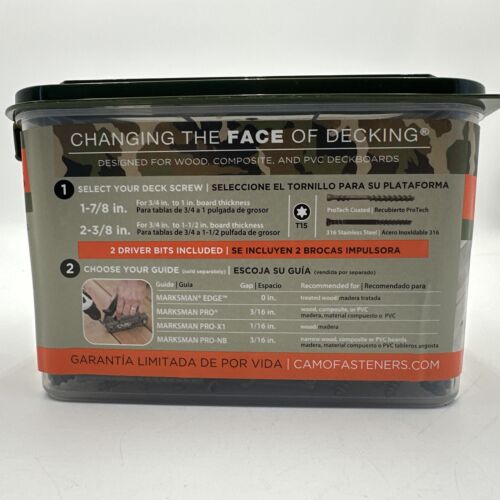 CHANGING THE FACE OF DECKING®
DESIGNED FOR WOOD, COMPOSITE, AND PVC DECKBOARDS
1 SELECT YOUR DECK SCREW | SELECCIONE EL TORNILLO PARA SU PLATAFORMA
1-7/8 in. For 3/4 in. to 1 in. board thickness
Para tablas de 3/4 a 1 pulgada de grosor
2-3/8 in. For 3/4 in. to 1-1/2 in. board thickness
Para tablas de 3/4 a 1-1/2 pulgada de grosor
T15
ProTech Coated | Recubierto ProTech
316 Stainless Steel | Acero Inoxidable 316
2 DRIVER BITS INCLUDED | SE INCLUYEN 2 BROCAS IMPULSORA
2 CHOOSE YOUR GUIDE (sold separately) | ESCOJA SU GUÍA (vendida por separado)
Guide | Guia Gap | Espacio Recommended for | Recomendado para
MARKSMAN® EDGE™ 0 in. treated wood | madera tratada
MARKSMAN PRO® 3/16 in. wood, composite, or PVC
madera, material compuesto o PVC
MARKSMAN PRO-X1 1/16 in. wood | madera
MARKSMAN PRO-NB 3/16 in. narrow wood, composite or PVC boards
madera, material compuesto o PVC tableros angosta
GARANTÍA LIMITADA DE POR VIDA | CAMOFASTENERS.COM